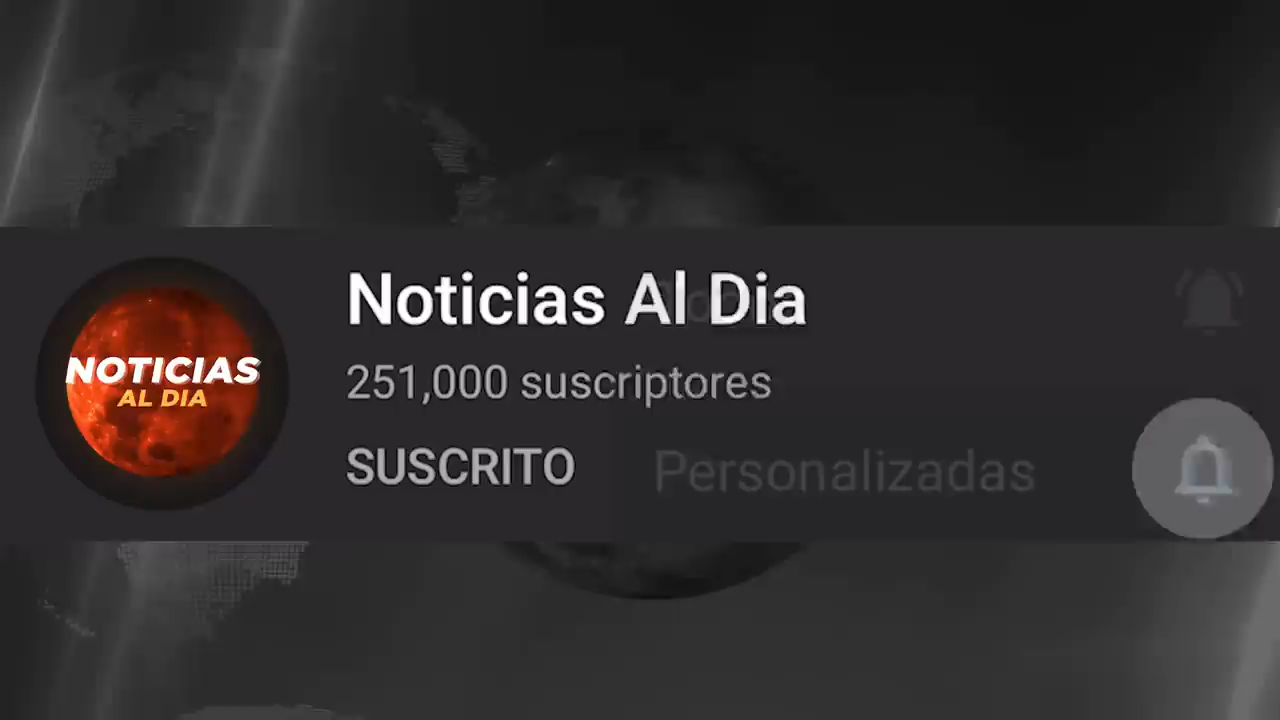 Noticias Al Dia
251,000 suscriptores
NOTICIAS
AL DIA
SUSCRITO
Personalizadas